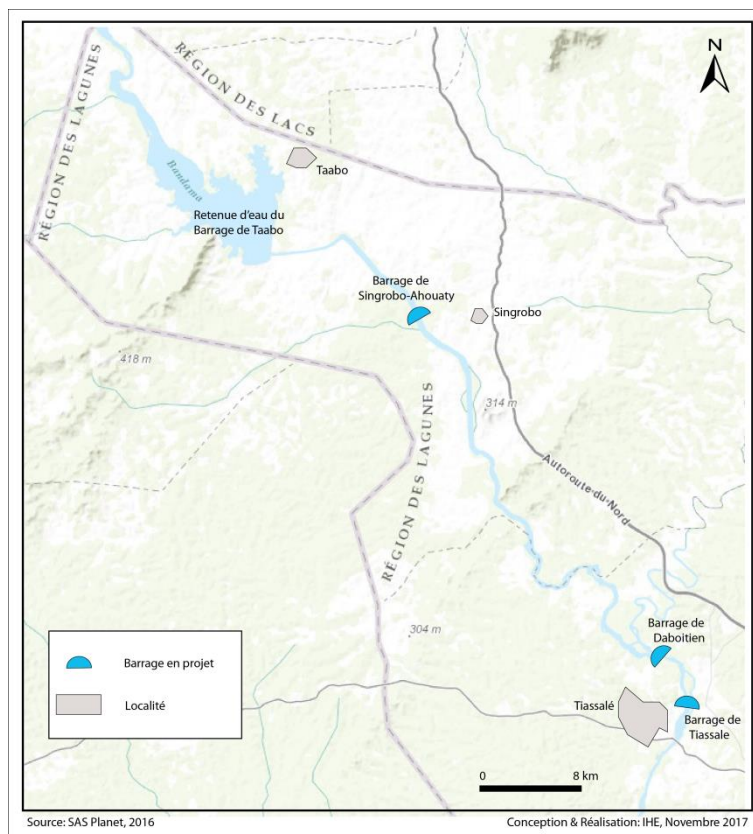 N
RÉGION DES LAGUNES
RÉGION DES LACS
Bandama
Taabo
Retenue d'eau du
Barrage de Taabo
Barrage de
Singrobo-Ahouaty
Singrobo
418 m
314 m
RÉGION DES LAGUNES
Autoroute-du-Nord
304 m
Barrage de
Daboitien
Tiassalé
Barrage de
Tiassale
Barrage en projet
Localité
0 8 km
Source: SAS Planet, 2016
Conception & Réalisation: IHE, Novembre 2017